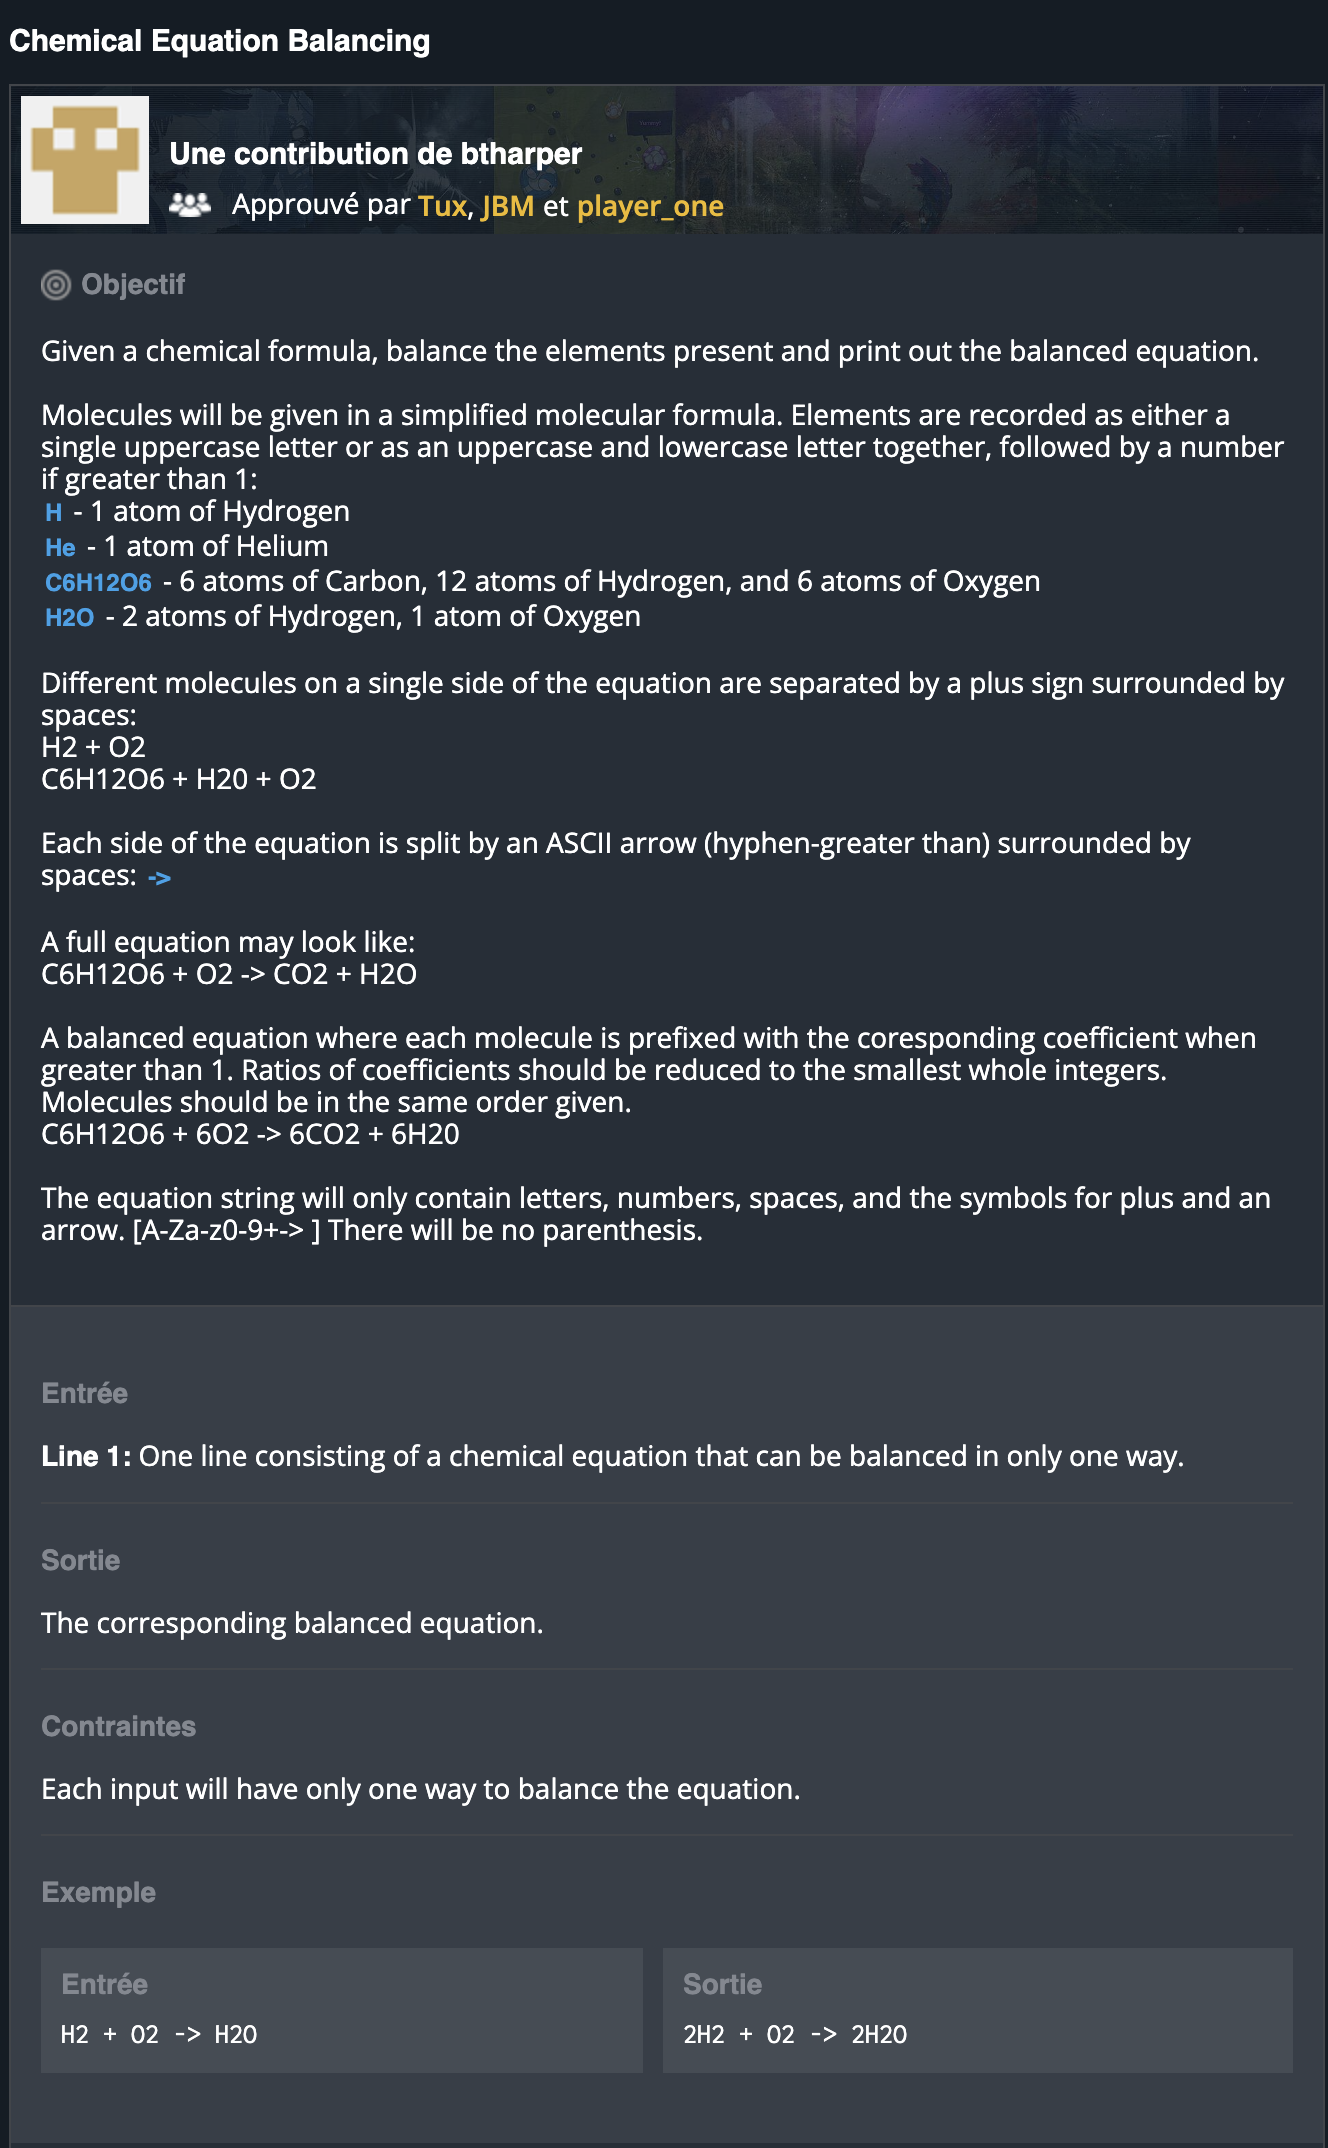 Chemical Equation Balancing
Une contribution de btharper
Approuvé par Tux, JBM et player_one
Objectif
Given a chemical formula, balance the elements present and print out the balanced equation.
Molecules will be given in a simplified molecular formula. Elements are recorded as either a
single uppercase letter or as an uppercase and lowercase letter together, followed by a number
if greater than 1:
H - 1 atom of Hydrogen
He - 1 atom of Helium
C6H12O6 - 6 atoms of Carbon, 12 atoms of Hydrogen, and 6 atoms of Oxygen
H2O - 2 atoms of Hydrogen, 1 atom of Oxygen
Different molecules on a single side of the equation are separated by a plus sign surrounded by
spaces:
H2 + O2
C6H12O6 + H20 + O2
Each side of the equation is split by an ASCII arrow (hyphen-greater than) surrounded by
spaces: ->
A full equation may look like:
C6H12O6 + O2 -> CO2 + H2O
A balanced equation where each molecule is prefixed with the coresponding coefficient when
greater than 1. Ratios of coefficients should be reduced to the smallest whole integers.
Molecules should be in the same order given.
C6H12O6 + 6O2 -> 6CO2 + 6H20
The equation string will only contain letters, numbers, spaces, and the symbols for plus and an
arrow. [A-Za-z0-9+-> ] There will be no parenthesis.
Entrée
Line 1: One line consisting of a chemical equation that can be balanced in only one way.
Sortie
The corresponding balanced equation.
Contraintes
Each input will have only one way to balance the equation.
Exemple
Entrée
H2 + O2 -> H2O
Sortie
2H2 + O2 -> 2H2O